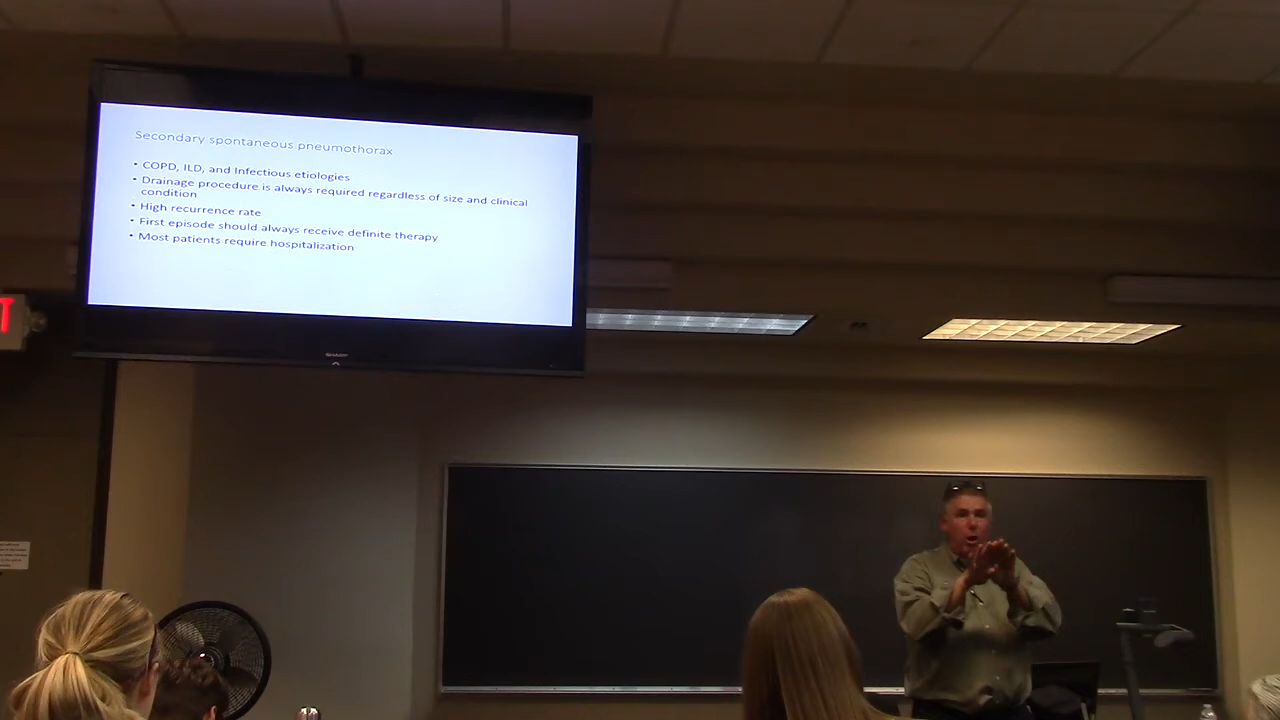 Secondary spontaneous pneumothorax
• COPD, ILD, and Infectious etiologies
• Drainage procedure is always required regardless of size and clinical
condition
• High recurrence rate
• First episode should always receive definite therapy
• Most patients require hospitalization
SHARP
T